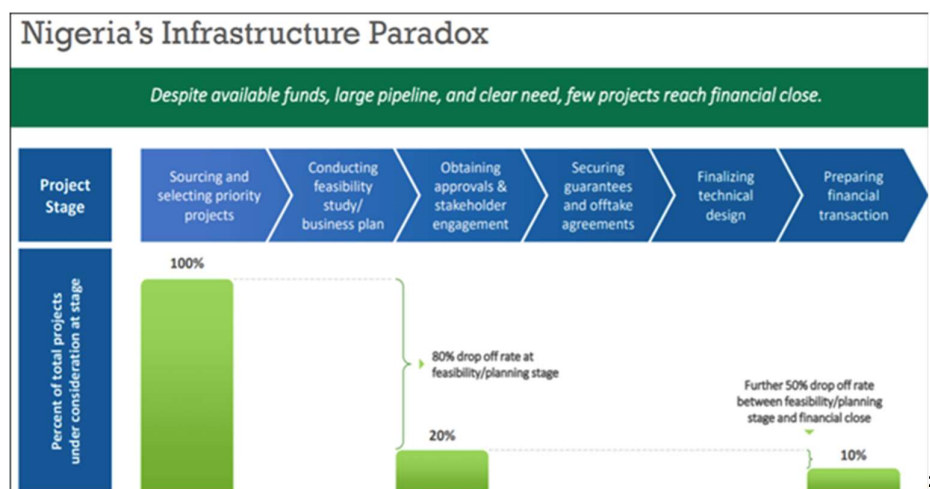 Nigeria's Infrastructure Paradox
Despite available funds, large pipeline, and clear need, few projects reach financial close.
Project
Stage
Sourcing and
selecting priority
projects
Conducting
feasibility
study/
business plan
Obtaining
approvals &
stakeholder
engagement
Securing
guarantees
and offtake
agreements
Finalizing
technical
design
Preparing
financial
transaction
Percent of total projects
under consideration at stage
100%
80% drop off rate at
feasibility/planning stage
20%
Further 50% drop off rate
between feasibility/planning
stage and financial close
10%